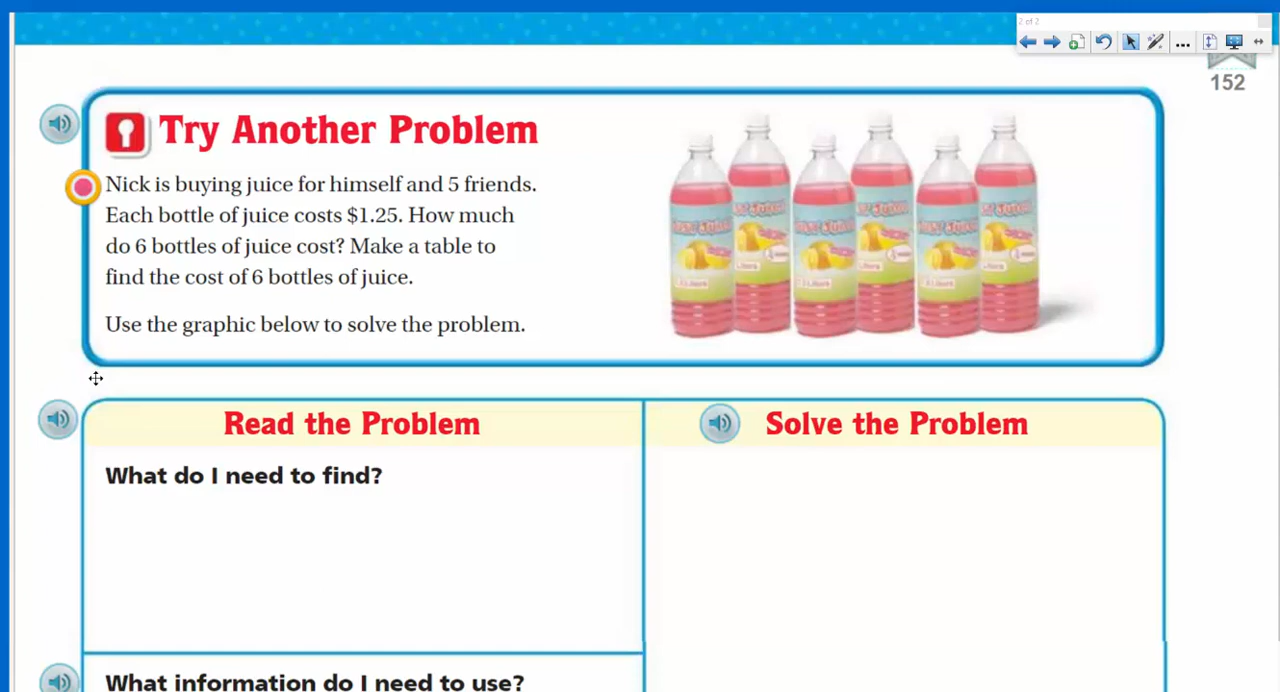 2 of 2
152
Try Another Problem
Nick is buying juice for himself and 5 friends.
Each bottle of juice costs $1.25. How much
do 6 bottles of juice cost? Make a table to
find the cost of 6 bottles of juice.
Use the graphic below to solve the problem.
Read the Problem
Solve the Problem
What do I need to find?
What information do I need to use?